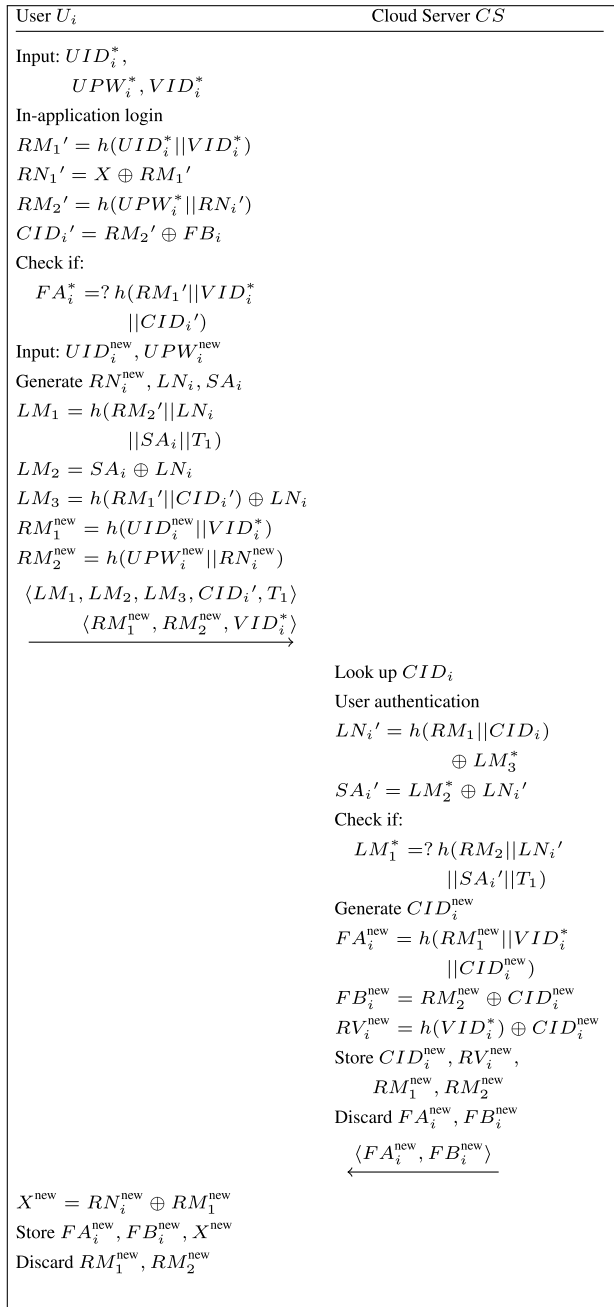 User U_i Cloud Server CS
Input: UID_i^*,
UPW_i^*, VID_i^*
In-application login
RM_1' = h(UID_i^*||VID_i^*)
RN_1' = X ⊕ RM_1'
RM_2' = h(UPW_i^*||RN_i')
CID_i' = RM_2' ⊕ FB_i
Check if:
FA_i^* =? h(RM_1'||VID_i^*
||CID_i')
Input: UID_i^new, UPW_i^new
Generate RN_i^new, LN_i, SA_i
LM_1 = h(RM_2'||LN_i
||SA_i||T_1)
LM_2 = SA_i ⊕ LN_i
LM_3 = h(RM_1'||CID_i') ⊕ LN_i
RM_1^new = h(UID_i^new||VID_i^*)
RM_2^new = h(UPW_i^new||RN_i^new)
⟨LM_1, LM_2, LM_3, CID_i', T_1⟩
⟨RM_1^new, RM_2^new, VID_i^*⟩
Look up CID_i
User authentication
LN_i' = h(RM_1||CID_i)
⊕ LM_3^*
SA_i' = LM_2^* ⊕ LN_i'
Check if:
LM_1^* =? h(RM_2||LN_i'
||SA_i'||T_1)
Generate CID_i^new
FA_i^new = h(RM_1^new||VID_i^*
||CID_i^new)
FB_i^new = RM_2^new ⊕ CID_i^new
RV_i^new = h(VID_i^*) ⊕ CID_i^new
Store CID_i^new, RV_i^new,
RM_1^new, RM_2^new
Discard FA_i^new, FB_i^new
⟨FA_i^new, FB_i^new⟩
X^new = RN_i^new ⊕ RM_1^new
Store FA_i^new, FB_i^new, X^new
Discard RM_1^new, RM_2^new